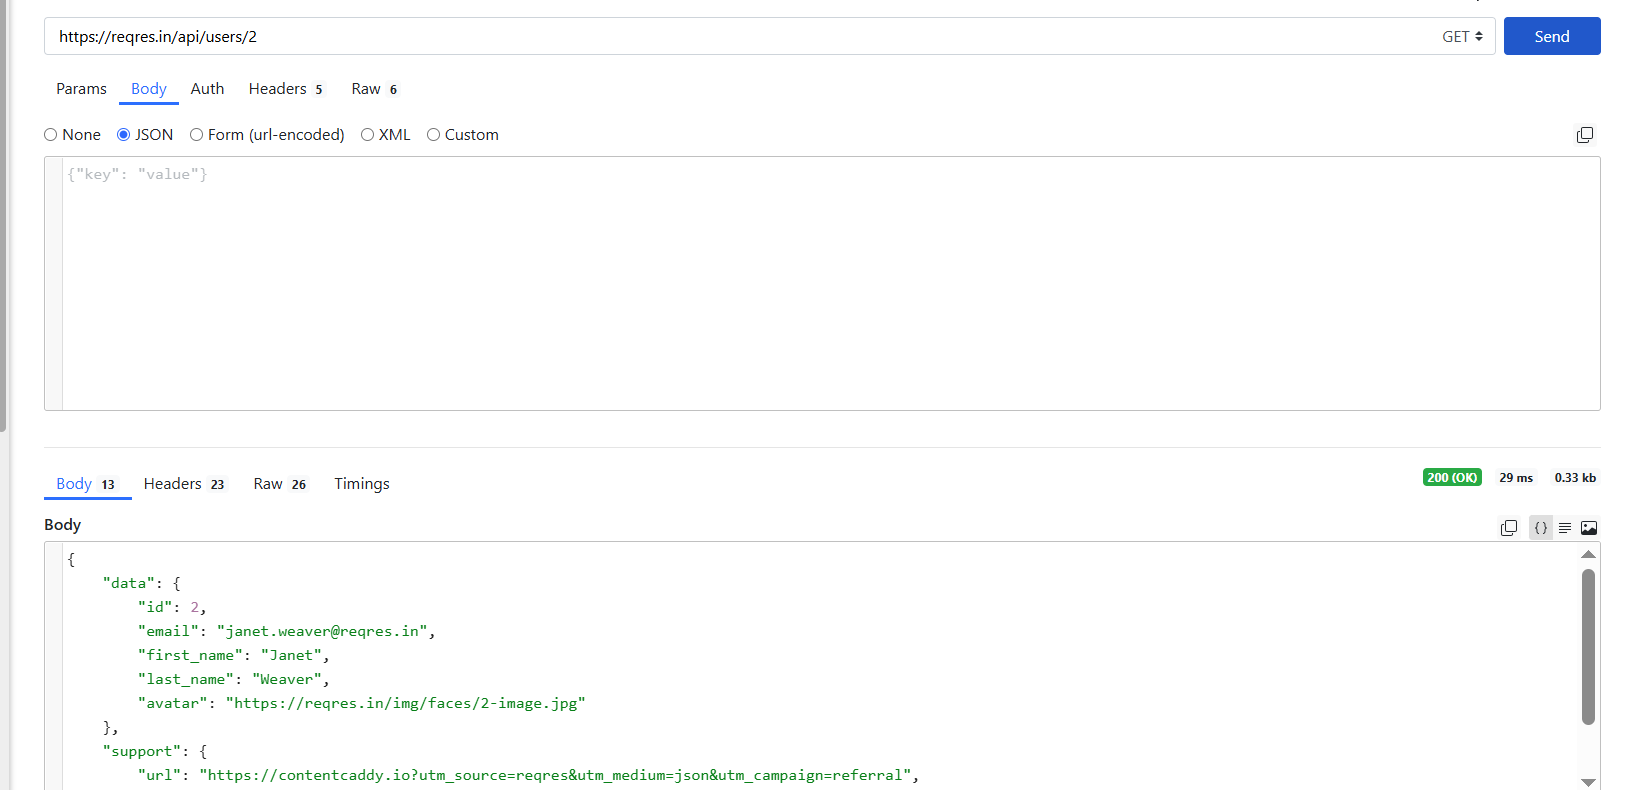 https://reqres.in/api/users/2 GET Send
Params Body Auth Headers 5 Raw 6
None JSON Form (url-encoded) XML Custom
{"key": "value"}
Body 13 Headers 23 Raw 26 Timings 200 (OK) 29 ms 0.33 kb
Body
{
    "data": {
        "id": 2,
        "email": "janet.weaver@reqres.in",
        "first_name": "Janet",
        "last_name": "Weaver",
        "avatar": "https://reqres.in/img/faces/2-image.jpg"
    },
    "support": {
        "url": "https://contentcaddy.io?utm_source=reqres&utm_medium=json&utm_campaign=referral",